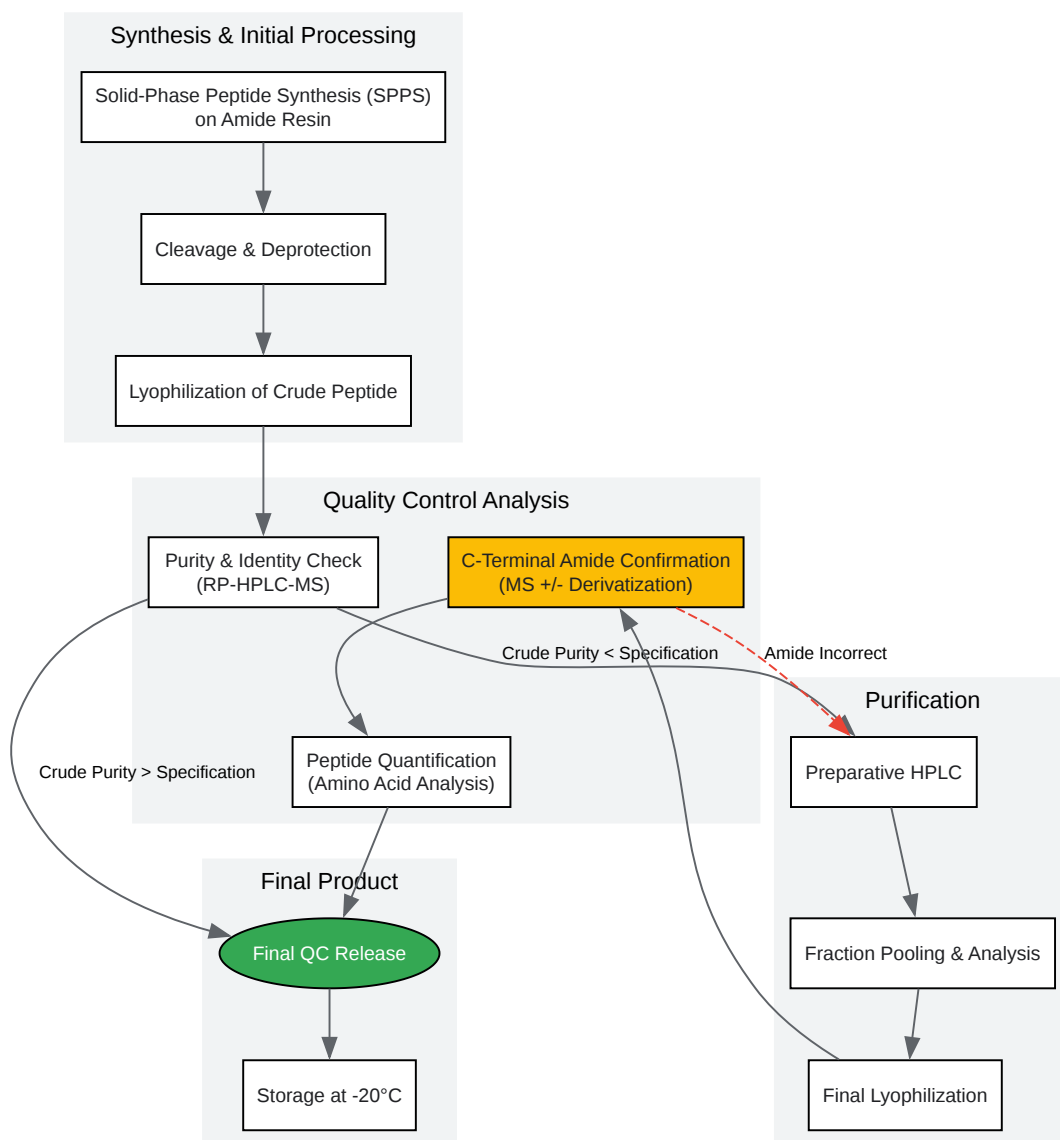 Synthesis & Initial Processing
Solid-Phase Peptide Synthesis (SPPS)
on Amide Resin
Cleavage & Deprotection
Lyophilization of Crude Peptide
Quality Control Analysis
Purity & Identity Check
(RP-HPLC-MS)
C-Terminal Amide Confirmation
(MS +/- Derivatization)
Crude Purity < Specification
Amide Incorrect
Purification
Peptide Quantification
(Amino Acid Analysis)
Preparative HPLC
Crude Purity > Specification
Final Product
Final QC Release
Fraction Pooling & Analysis
Storage at -20°C
Final Lyophilization